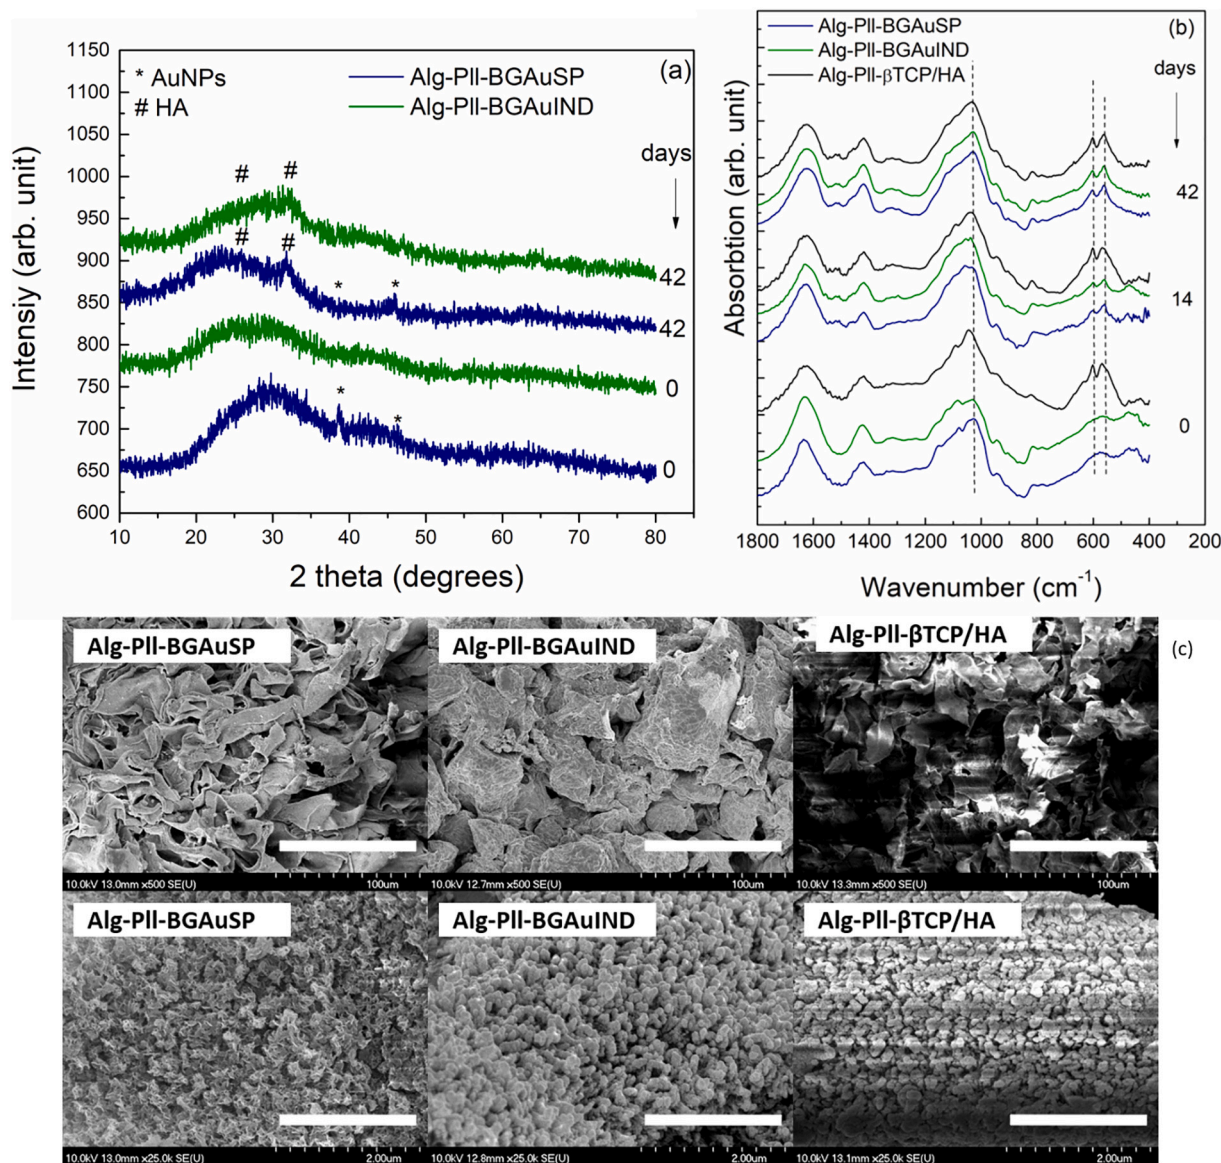 1150
1100
1050
1000
950
900
850
800
750
700
650
600
Intensiy (arb. unit)
* AuNPs
# HA
Alg-Pll-BGAuSP
Alg-Pll-BGAuIND
(a)
days
# #
42
# #
* *
42
0
* *
0
10 20 30 40 50 60 70 80
2 theta (degrees)
Absorbtion (arb. unit)
Alg-Pll-BGAuSP
Alg-Pll-BGAuIND
Alg-Pll-βTCP/HA
(b)
days
42
14
0
1800 1600 1400 1200 1000 800 600 400 200
Wavenumber (cm⁻¹)
Alg-Pll-BGAuSP
10.0kV 13.0mm x500 SE(U) 100um
Alg-Pll-BGAuIND
10.0kV 12.7mm x500 SE(U) 100um
Alg-Pll-βTCP/HA
10.0kV 13.3mm x500 SE(U) 100um
(c)
Alg-Pll-BGAuSP
10.0kV 13.0mm x25.0k SE(U) 2.00um
Alg-Pll-BGAuIND
10.0kV 12.8mm x25.0k SE(U) 2.00um
Alg-Pll-βTCP/HA
10.0kV 13.1mm x25.0k SE(U) 2.00um